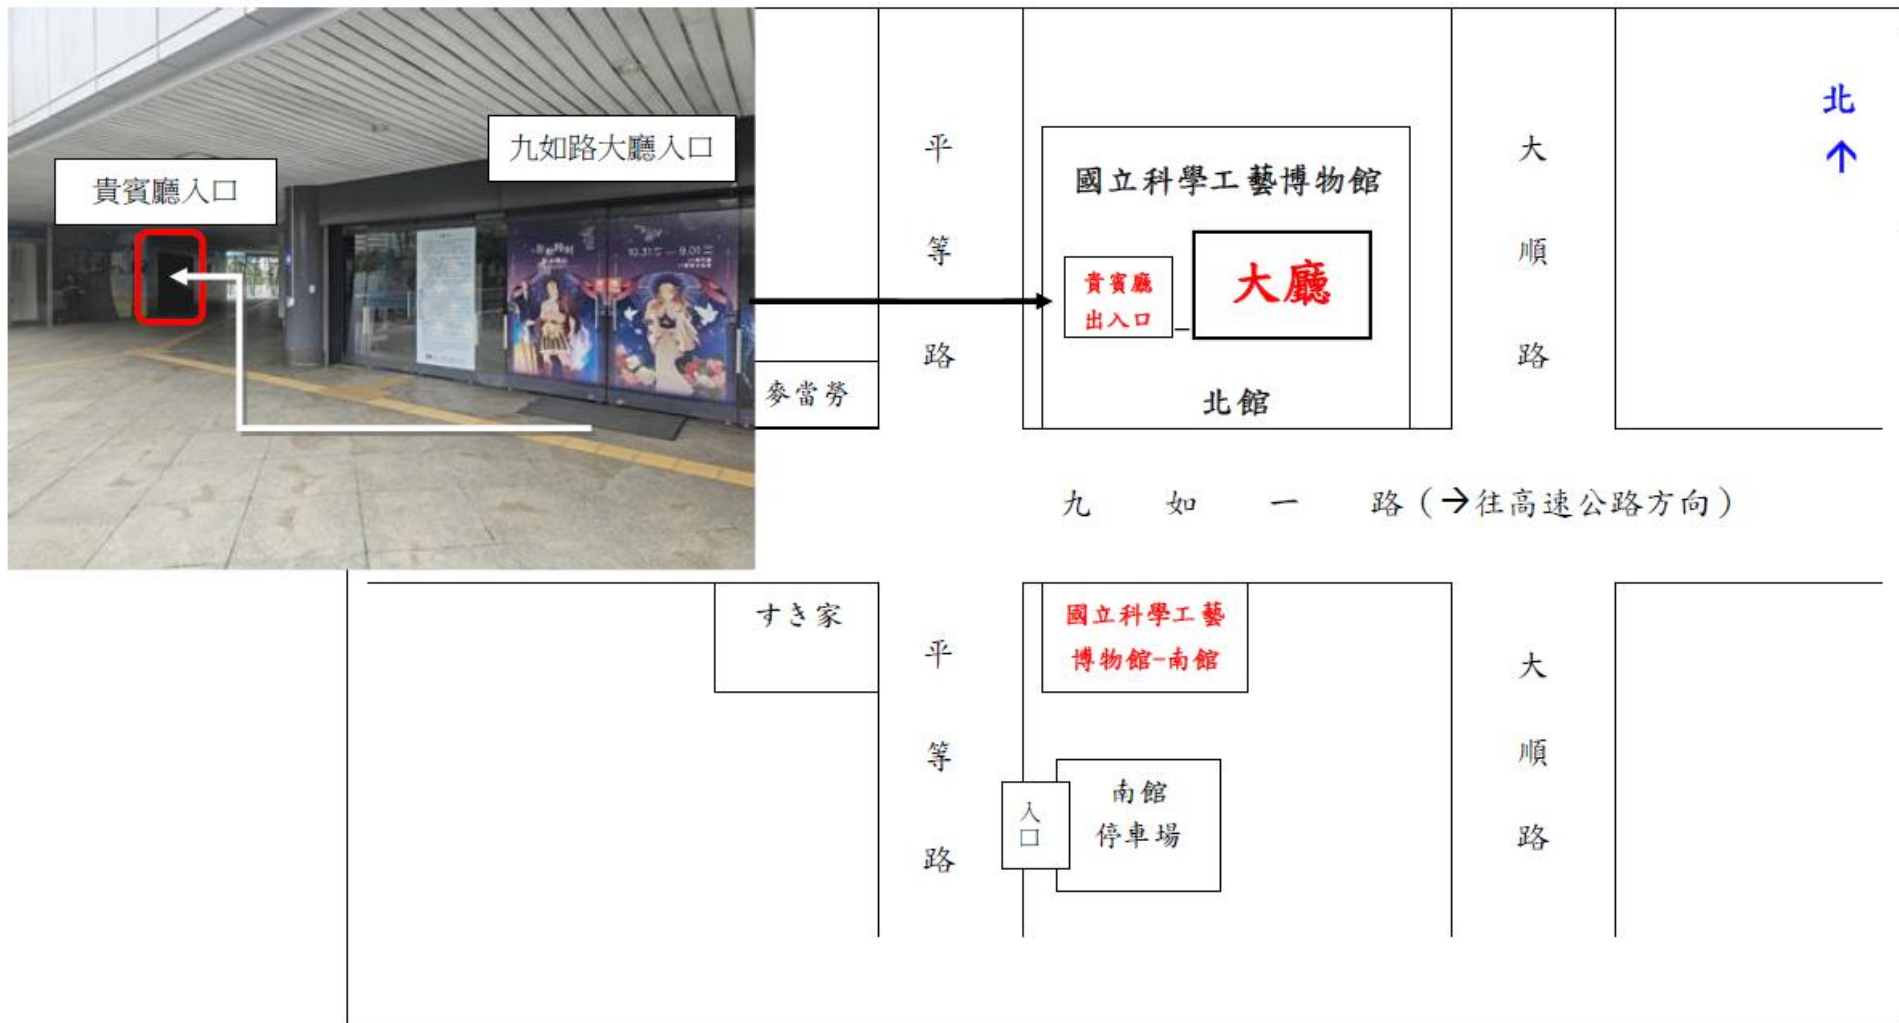 九如路大廳入口
貴賓廳入口
10.31
9.01
平
等
路
國立科學工藝博物館
貴賓廳
出入口
大廳
北館
大
順
路
北
↑
麥當勞
九如一路(→往高速公路方向)
すき家
平
等
路
國立科學工藝
博物館-南館
入
口
南館
停車場
大
順
路